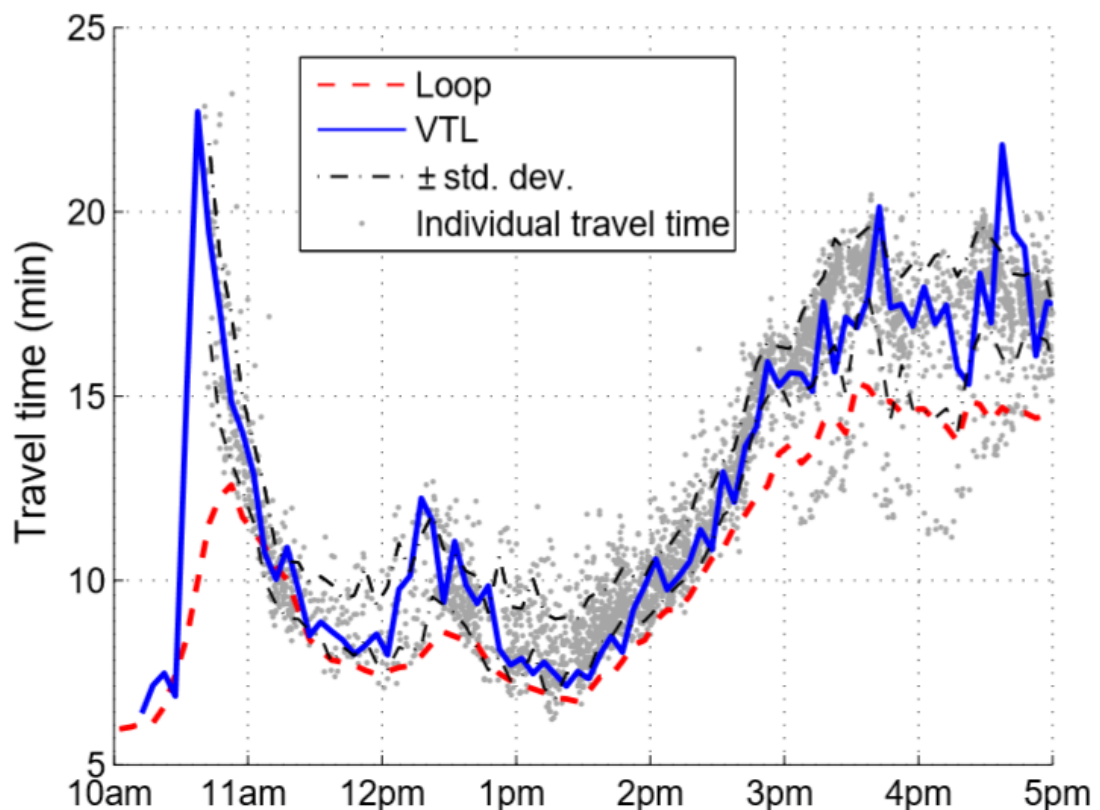 25
20
15
10
5
Travel time (min)
Loop
VTL
± std. dev.
Individual travel time
10am 11am 12pm 1pm 2pm 3pm 4pm 5pm